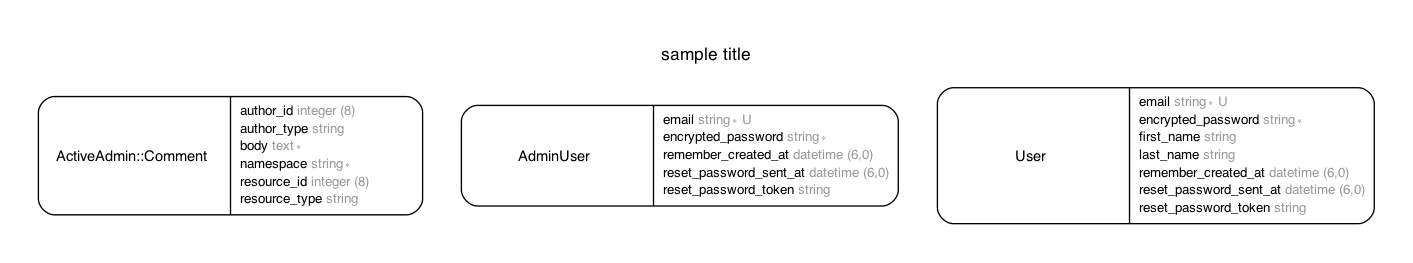 sample title
ActiveAdmin::Comment
author_id integer (8)
author_type string
body text *
namespace string *
resource_id integer (8)
resource_type string
AdminUser
email string * U
encrypted_password string *
remember_created_at datetime (6,0)
reset_password_sent_at datetime (6,0)
reset_password_token string
User
email string * U
encrypted_password string *
first_name string
last_name string
remember_created_at datetime (6,0)
reset_password_sent_at datetime (6,0)
reset_password_token string